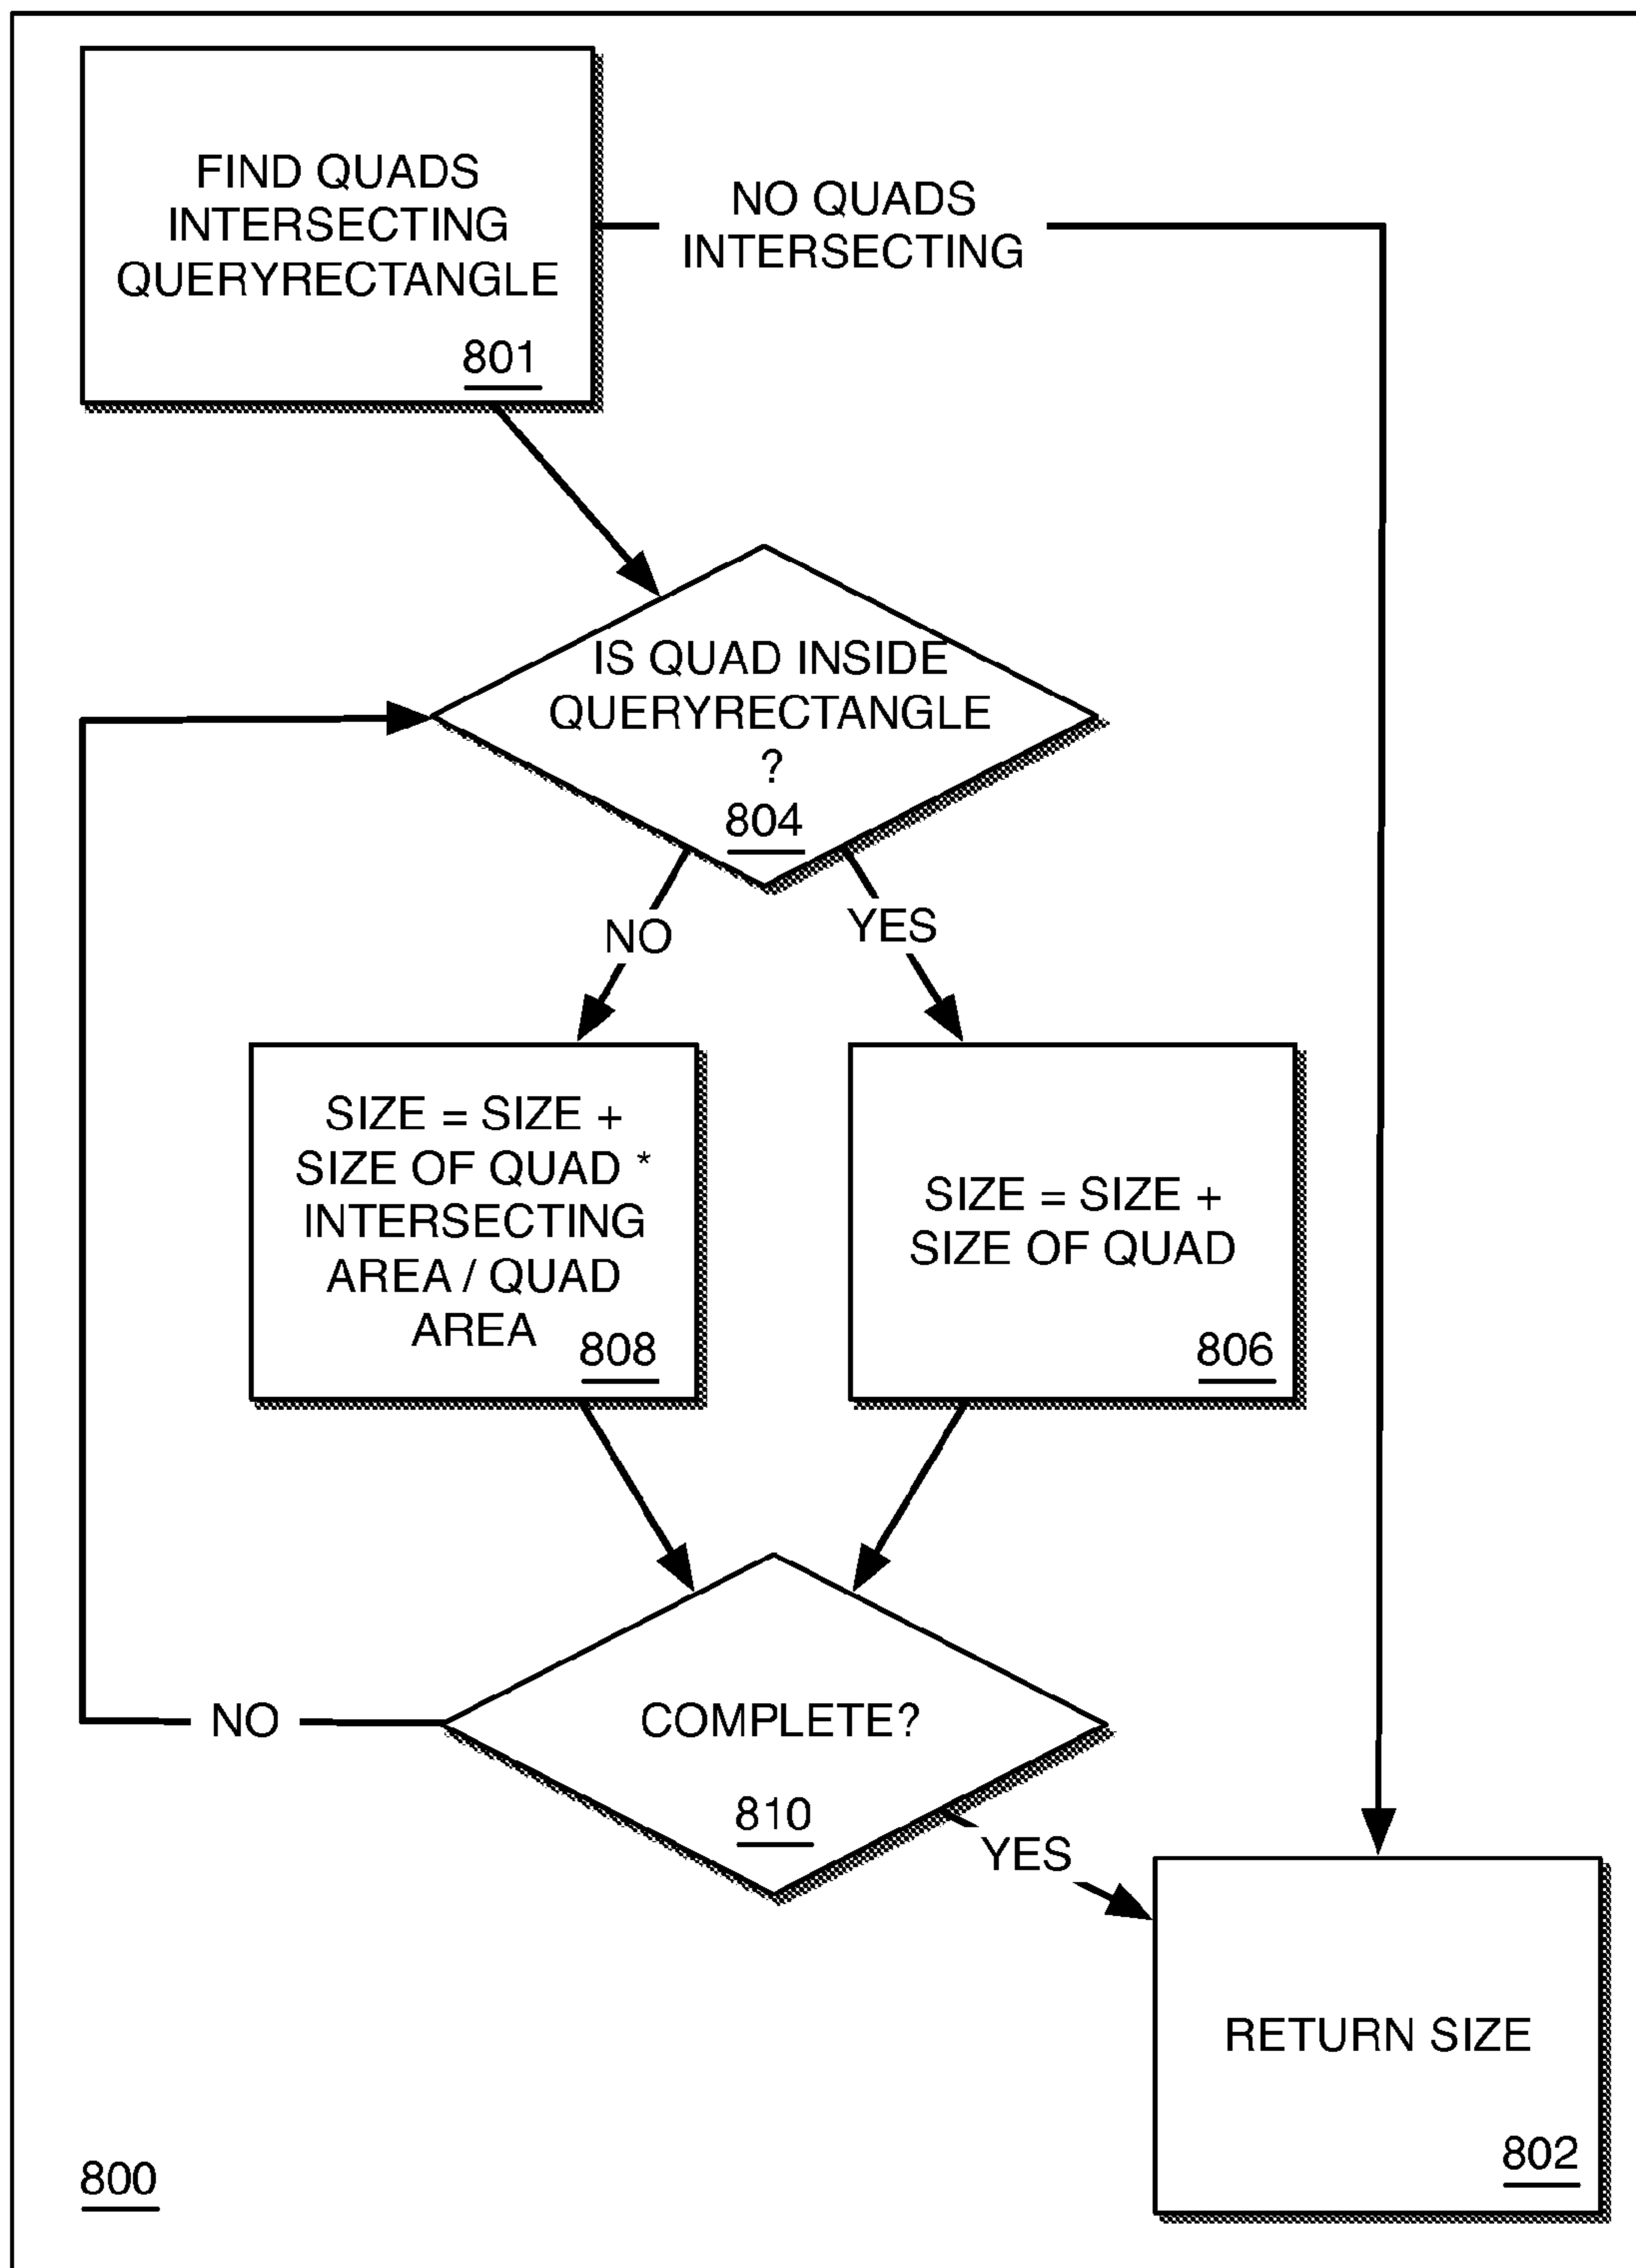 FIND QUADS
INTERSECTING
QUERYRECTANGLE
801
NO QUADS
INTERSECTING
IS QUAD INSIDE
QUERYRECTANGLE
?
804
NO
YES
SIZE = SIZE +
SIZE OF QUAD *
INTERSECTING
AREA / QUAD
AREA
808
SIZE = SIZE +
SIZE OF QUAD
806
NO
COMPLETE?
810
YES
RETURN SIZE
802
800